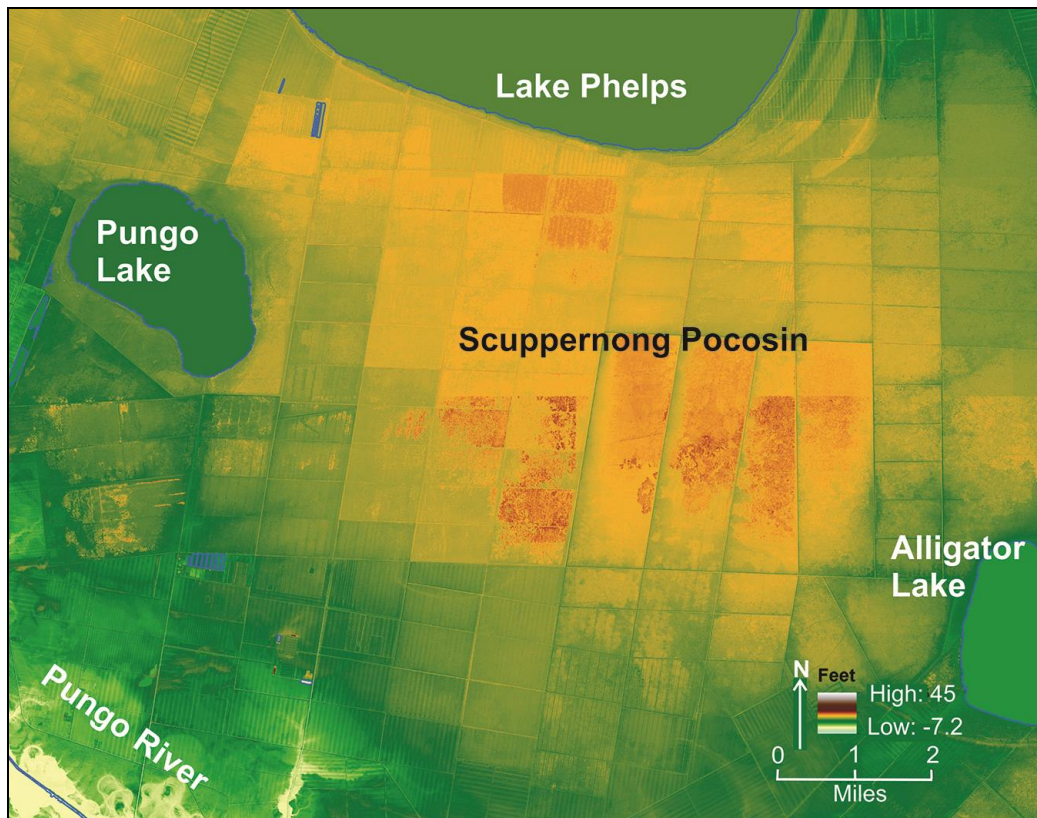 Lake Phelps
Pungo
Lake
Scuppernong Pocosin
Alligator
Lake
Pungo River
N
Feet
High: 45
Low: -7.2
0 1 2
Miles